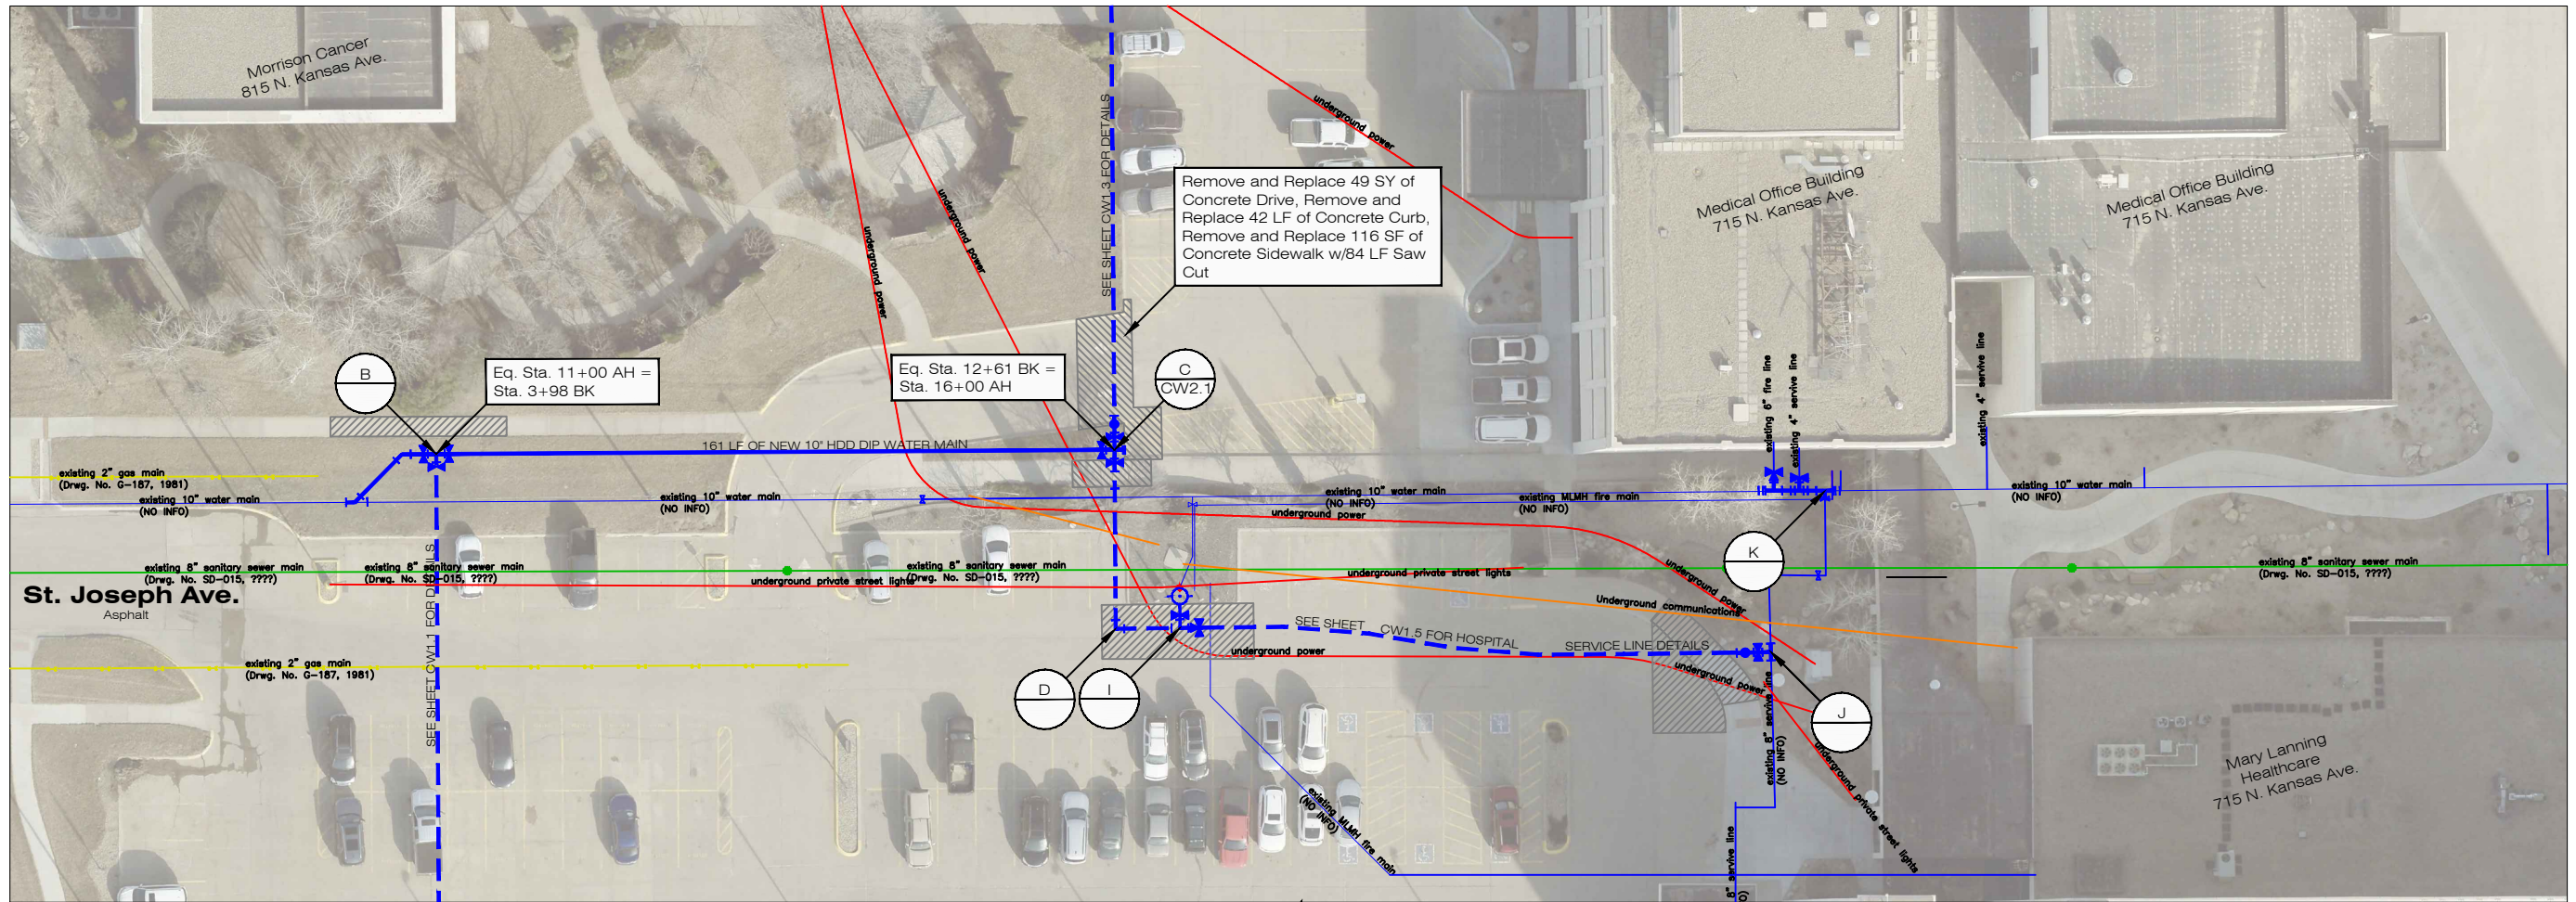 Morrison Cancer
815 N. Kansas Ave.
SEE SHEET CW1.3 FOR DETAILS
underground power
underground power
underground power
Remove and Replace 49 SY of
Concrete Drive, Remove and
Replace 42 LF of Concrete Curb,
Remove and Replace 116 SF of
Concrete Sidewalk w/84 LF Saw
Cut
Medical Office Building
715 N. Kansas Ave.
Medical Office Building
715 N. Kansas Ave.
B
Eq. Sta. 11+00 AH =
Sta. 3+98 BK
Eq. Sta. 12+61 BK =
Sta. 16+00 AH
C
CW2.1
existing 6" fire line
existing 4" servive line
existing 4" servive line
161 LF OF NEW 10" HDD DIP WATER MAIN
existing 2" gas main
(Drwg. No. G-187, 1981)
existing 10" water main
(NO INFO)
existing 10" water main
(NO INFO)
existing 10" water main
(NO INFO)
existing MLMH fire main
(NO INFO)
existing 10" water main
(NO INFO)
underground power
K
existing 8" sanitary sewer main
(Drwg. No. SD-015, ????)
existing 8" sanitary sewer main
(Drwg. No. SD-015, ????)
underground private street lights
existing 8" sanitary sewer main
(Drwg. No. SD-015, ????)
underground private street lights
underground power
existing 8" sanitary sewer main
(Drwg. No. SD-015, ????)
St. Joseph Ave.
Asphalt
SEE SHEET CW1.1 FOR DETAILS
Underground communications
SEE SHEET CW1.5 FOR HOSPITAL SERVICE LINE DETAILS
underground power
underground power
existing 2" gas main
(Drwg. No. G-187, 1981)
D
I
J
existing 8" servive line
(NO INFO)
underground private street lights
existing MLMH fire main
(NO INFO)
8" servive line
Mary Lanning
Healthcare
715 N. Kansas Ave.